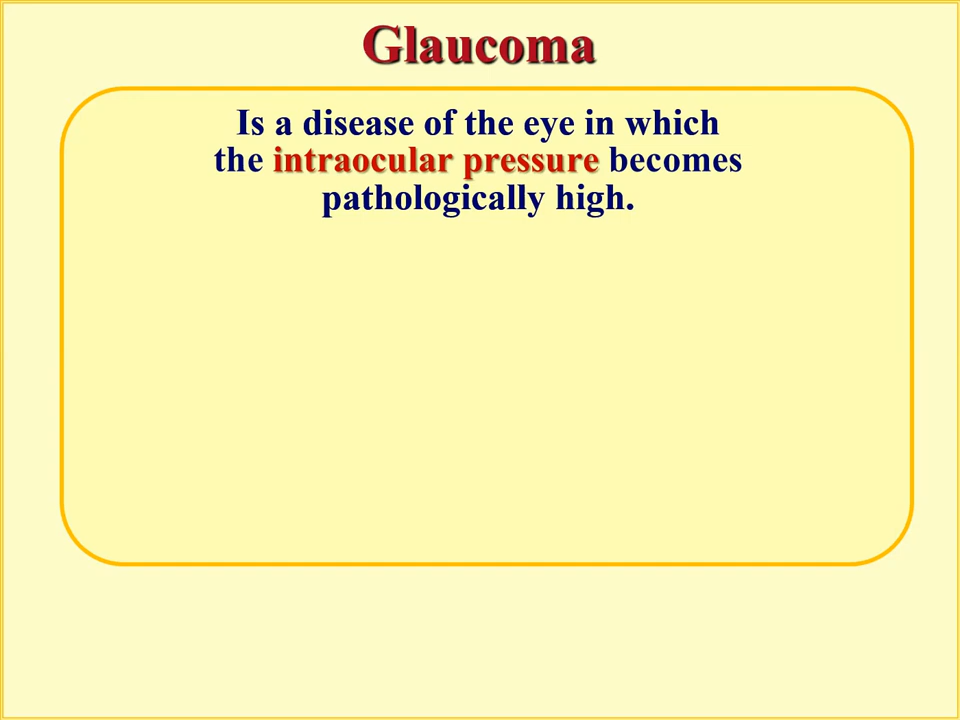 Glaucoma
Is a disease of the eye in which
the intraocular pressure becomes
pathologically high.